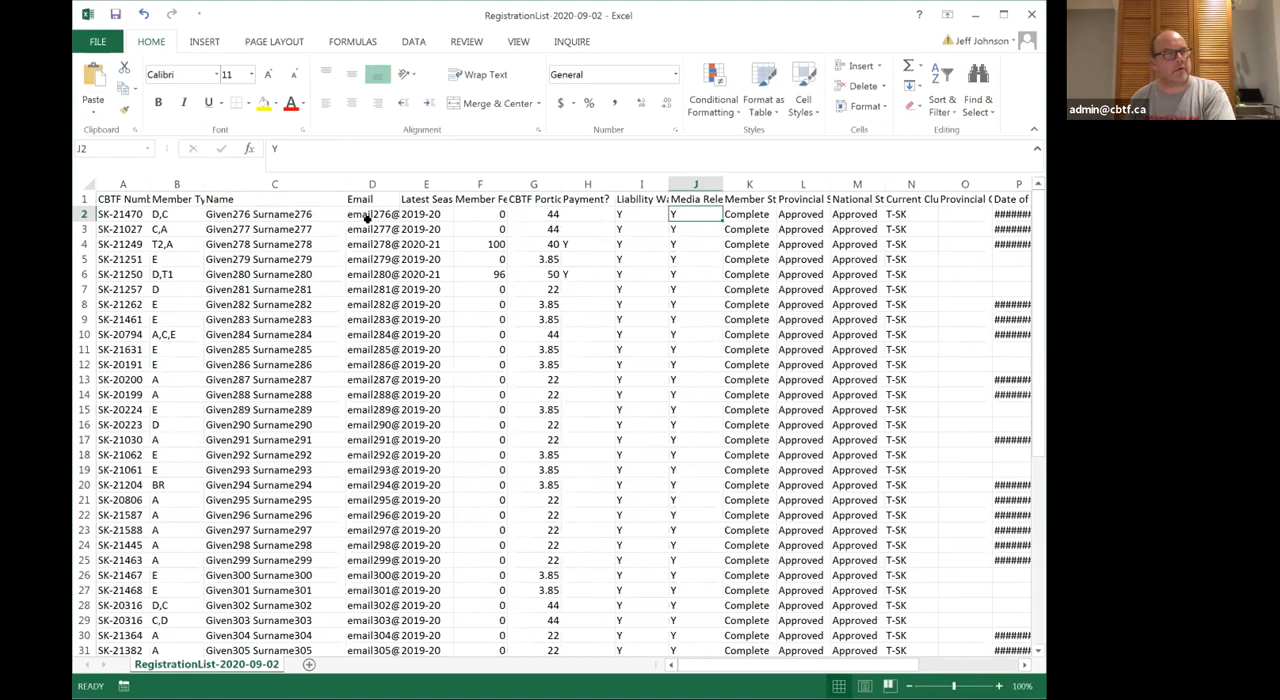 RegistrationList-2020-09-02 - Excel
FILE HOME INSERT PAGE LAYOUT FORMULAS DATA REVIEW VIEW INQUIRE Jeff Johnson
Paste Calibri 11 Wrap Text General Conditional Formatting Format as Table Cell Styles Insert Sort & Filter Find & Select
Merge & Center Delete
$ % Format
Clipboard Font Alignment Number Styles Cells Editing
admin@cbtf.ca
J2 fx Y
A B C D E F G H I J K L M N O P
1 CBTF Num Member Ty Name Email Latest Seas Member Fe CBTF Portic Payment? Liability Wa Media Rele Member St Provincial S National St Current Clu Provincial Date of
2 SK-21470 D,C Given276 Surname276 email276@ 2019-20 0 44 Y Y Complete Approved Approved T-SK #######
3 SK-21027 C,A Given277 Surname277 email277@ 2019-20 0 44 Y Y Complete Approved Approved T-SK #######
4 SK-21249 T2,A Given278 Surname278 email278@ 2020-21 100 40 Y Y Y Complete Approved Approved T-SK #######
5 SK-21251 E Given279 Surname279 email279@ 2019-20 0 3.85 Y Y Complete Approved Approved T-SK
6 SK-21250 D,T1 Given280 Surname280 email280@ 2020-21 96 50 Y Y Y Complete Approved Approved T-SK #######
7 SK-21257 D Given281 Surname281 email281@ 2019-20 0 22 Y Y Complete Approved Approved T-SK
8 SK-21262 E Given282 Surname282 email282@ 2019-20 0 3.85 Y Y Complete Approved Approved T-SK #######
9 SK-21461 E Given283 Surname283 email283@ 2019-20 0 3.85 Y Y Complete Approved Approved T-SK #######
10 SK-20794 A,C,E Given284 Surname284 email284@ 2019-20 0 44 Y Y Complete Approved Approved T-SK #######
11 SK-21631 E Given285 Surname285 email285@ 2019-20 0 3.85 Y Y Complete Approved Approved T-SK
12 SK-20191 E Given286 Surname286 email286@ 2019-20 0 3.85 Y Y Complete Approved Approved T-SK
13 SK-20200 A Given287 Surname287 email287@ 2019-20 0 22 Y Y Complete Approved Approved T-SK #######
14 SK-20199 A Given288 Surname288 email288@ 2019-20 0 22 Y Y Complete Approved Approved T-SK #######
15 SK-20224 E Given289 Surname289 email289@ 2019-20 0 3.85 Y Y Complete Approved Approved T-SK
16 SK-20223 D Given290 Surname290 email290@ 2019-20 0 22 Y Y Complete Approved Approved T-SK
17 SK-21030 A Given291 Surname291 email291@ 2019-20 0 22 Y Y Complete Approved Approved T-SK #######
18 SK-21062 E Given292 Surname292 email292@ 2019-20 0 3.85 Y Y Complete Approved Approved T-SK
19 SK-21061 E Given293 Surname293 email293@ 2019-20 0 3.85 Y Y Complete Approved Approved T-SK
20 SK-21204 BR Given294 Surname294 email294@ 2019-20 0 3.85 Y Y Complete Approved Approved T-SK #######
21 SK-20806 A Given295 Surname295 email295@ 2019-20 0 22 Y Y Complete Approved Approved T-SK #######
22 SK-21587 A Given296 Surname296 email296@ 2019-20 0 22 Y Y Complete Approved Approved T-SK #######
23 SK-21588 A Given297 Surname297 email297@ 2019-20 0 22 Y Y Complete Approved Approved T-SK #######
24 SK-21445 A Given298 Surname298 email298@ 2019-20 0 22 Y Y Complete Approved Approved T-SK #######
25 SK-21463 A Given299 Surname299 email299@ 2019-20 0 22 Y Y Complete Approved Approved T-SK #######
26 SK-21467 E Given300 Surname300 email300@ 2019-20 0 3.85 Y Y Complete Approved Approved T-SK
27 SK-21468 E Given301 Surname301 email301@ 2019-20 0 3.85 Y Y Complete Approved Approved T-SK
28 SK-20316 D,C Given302 Surname302 email302@ 2019-20 0 44 Y Y Complete Approved Approved T-SK
29 SK-20316 C,D Given303 Surname303 email303@ 2019-20 0 44 Y Y Complete Approved Approved T-SK
30 SK-21364 A Given304 Surname304 email304@ 2019-20 0 22 Y Y Complete Approved Approved T-SK #######
31 SK-21382 A Given305 Surname305 email305@ 2019-20 0 22 Y Y Complete Approved Approved T-SK #######
RegistrationList-2020-09-02
READY 100%